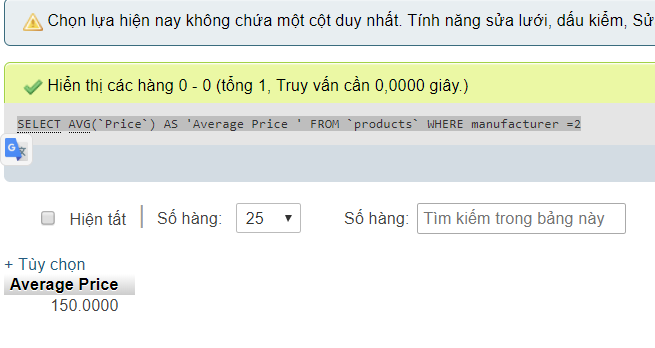 Chọn lựa hiện nay không chứa một cột duy nhất. Tính năng sửa lưới, dấu kiểm, Sử
Hiển thị các hàng 0 - 0 (tổng 1, Truy vấn cần 0,0000 giây.)
SELECT AVG(`Price`) AS 'Average Price ' FROM `products` WHERE manufacturer =2
Hiện tất Số hàng: 25 Số hàng: Tìm kiếm trong bảng này
+ Tùy chọn
Average Price
150.0000